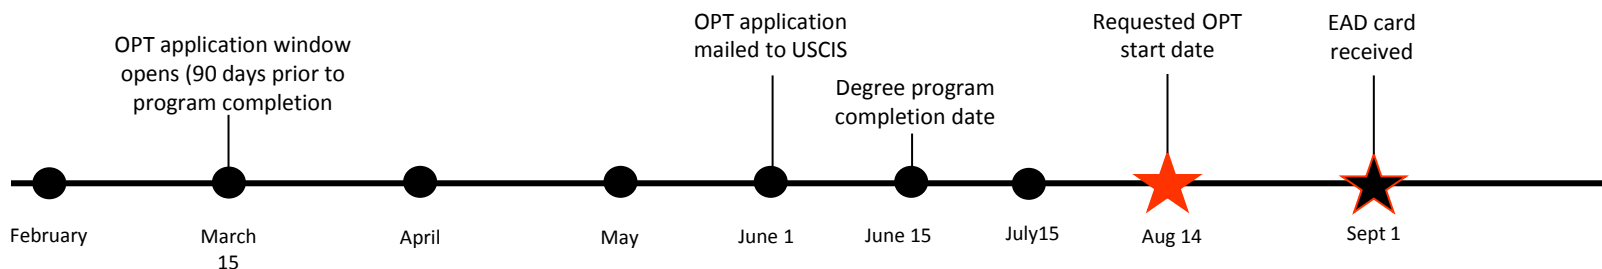 OPT application window
opens (90 days prior to
program completion
OPT application
mailed to USCIS
Degree program
completion date
Requested OPT
start date
EAD card
received
February
March
15
April
May
June 1
June 15
July15
Aug 14
Sept 1